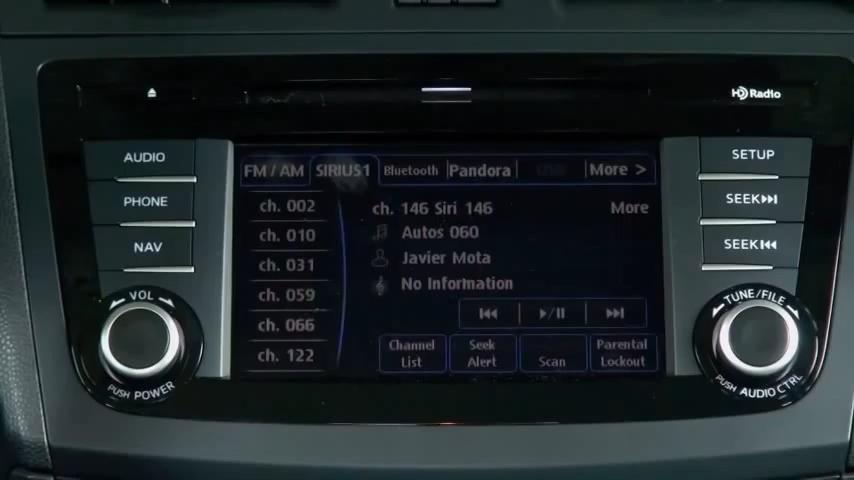 HD Radio
AUDIO
PHONE
NAV
VOL
PUSH POWER
FM / AM SIRIUS1 Bluetooth Pandora USB More >
ch. 002
ch. 010
ch. 031
ch. 059
ch. 066
ch. 122
ch. 146 Siri 146 More
Autos 060
Javier Mota
No Information
Channel List
Seek Alert
Scan
Parental Lockout
SETUP
SEEK
SEEK
TUNE/FILE
PUSH AUDIO CTRL